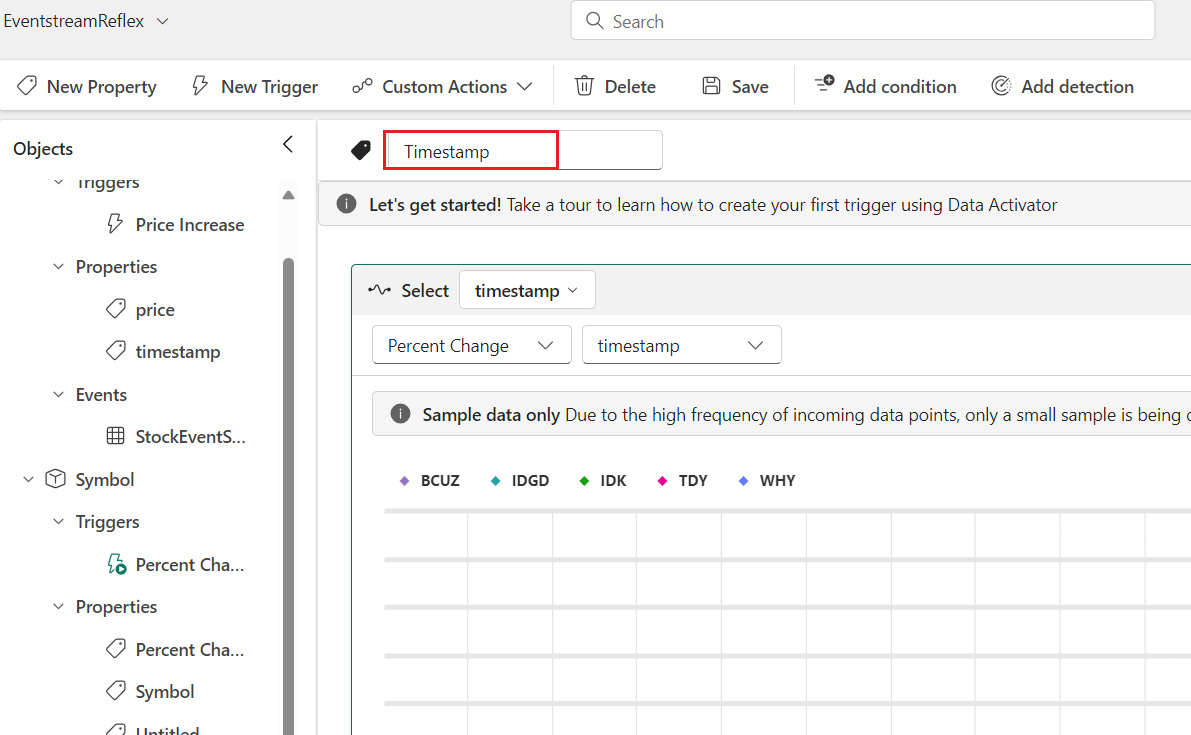 EventstreamReflex
Search
New Property New Trigger Custom Actions Delete Save Add condition Add detection
Objects
Triggers
Price Increase
Properties
price
timestamp
Events
StockEventS...
Symbol
Triggers
Percent Cha...
Properties
Percent Cha...
Symbol
Untitled
Timestamp
Let's get started! Take a tour to learn how to create your first trigger using Data Activator
Select timestamp
Percent Change timestamp
Sample data only Due to the high frequency of incoming data points, only a small sample is being
BCUZ IDGD IDK TDY WHY